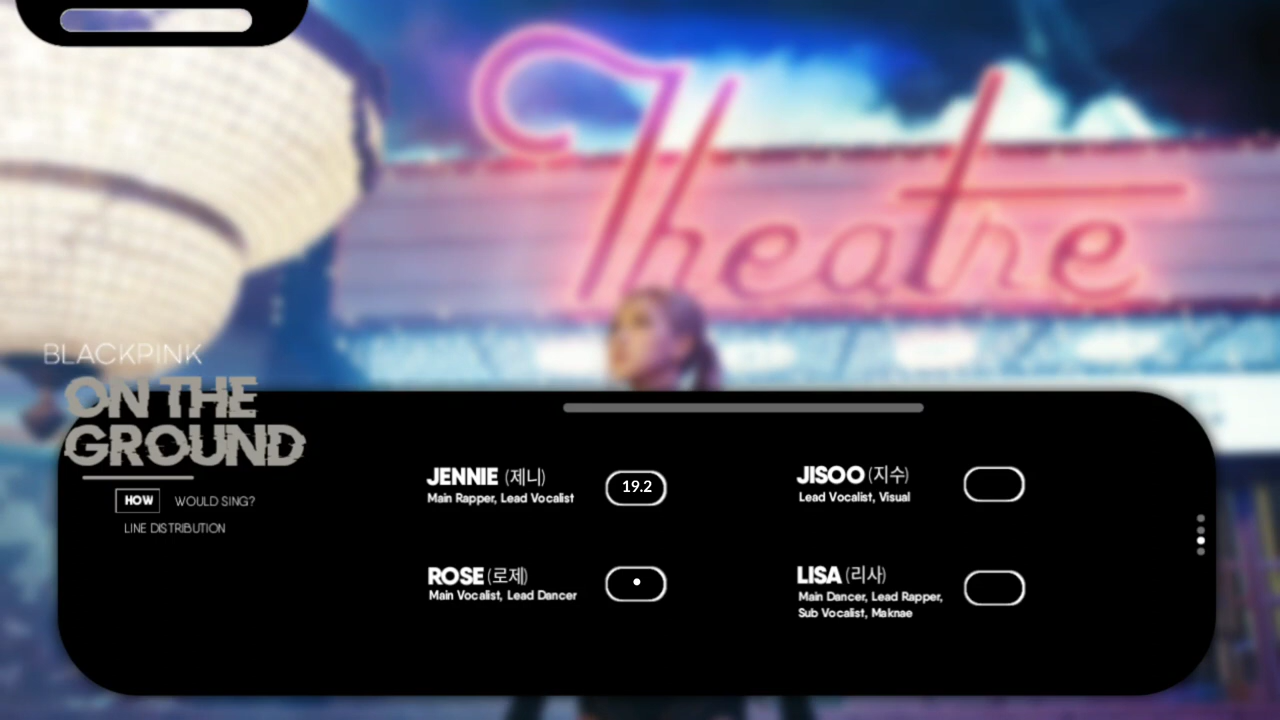 Theatre
BLACKPINK
ON THE
GROUND
HOW WOULD SING?
LINE DISTRIBUTION
JENNIE (제니)
Main Rapper, Lead Vocalist
19.2
JISOO (지수)
Lead Vocalist, Visual
ROSE (로제)
Main Vocalist, Lead Dancer
LISA (리사)
Main Dancer, Lead Rapper,
Sub Vocalist, Maknae